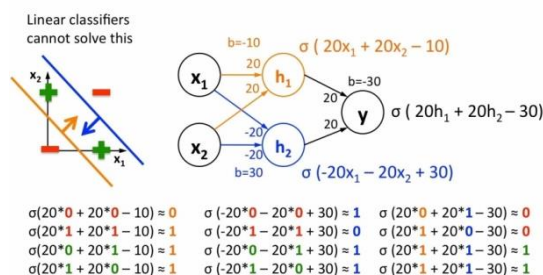 Linear classifiers
cannot solve this
x₂
x₁
b=-10
σ ( 20x₁ + 20x₂ – 10)
x₁
20
h₁
20
b=-30
20
y
σ (20h₁ + 20h₂ – 30)
20
x₂
-20
-20
h₂
b=30
σ (-20x₁ – 20x₂ + 30)
σ(20*0 + 20*0 – 10) ≈ 0
σ(20*1 + 20*1 – 10) ≈ 1
σ(20*0 + 20*1 – 10) ≈ 1
σ(20*1 + 20*0 – 10) ≈ 1
σ (-20*0 – 20*0 + 30) ≈ 1
σ (-20*1 – 20*1 + 30) ≈ 0
σ (-20*0 – 20*1 + 30) ≈ 1
σ (-20*1 – 20*0 + 30) ≈ 1
σ (20*0 + 20*1 – 30) ≈ 0
σ (20*1 + 20*0 – 30) ≈ 0
σ (20*1 + 20*1 – 30) ≈ 1
σ (20*1 + 20*1 – 30) ≈ 1